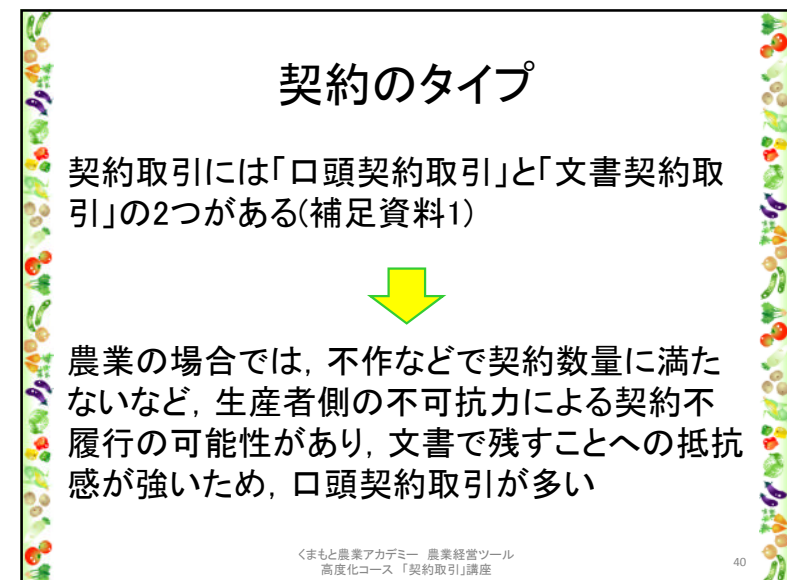 契約のタイプ
契約取引には「口頭契約取引」と「文書契約取
引」の2つがある(補足資料1)
農業の場合では，不作などで契約数量に満た
ないなど，生産者側の不可抗力による契約不
履行の可能性があり，文書で残すことへの抵抗
感が強いため，口頭契約取引が多い
くまもと農業アカデミー　農業経営ツール
高度化コース　「契約取引」講座
40